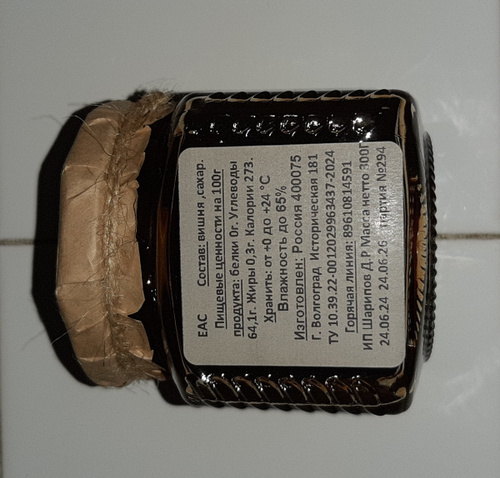 ЕАС Состав: вишня ,сахар.
Пищевые ценности на 100г
продукта: белки 0г. Углеводы
64,1г. Жиры 0,3г. Калории 273.
Хранить: от +0 до +24 °С
Влажность до 65%
Изготовлен: Россия 400075
Г. Волгоград Историческая 181
ТУ 10.39.22-0012029963437-2024
Горячая линия: 89610814591
ИП Шарипов Д.Р Масса нетто 300Г
24.06.24 24.06.26 партия №294